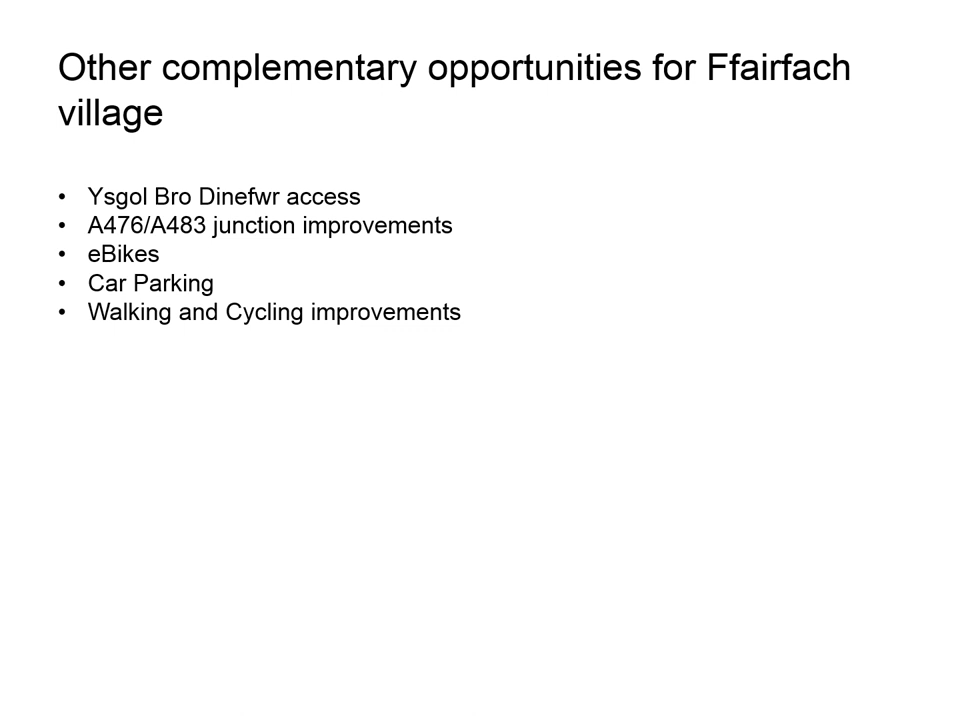 Other complementary opportunities for Ffairfach
village
• Ysgol Bro Dinefwr access
• A476/A483 junction improvements
• eBikes
• Car Parking
• Walking and Cycling improvements